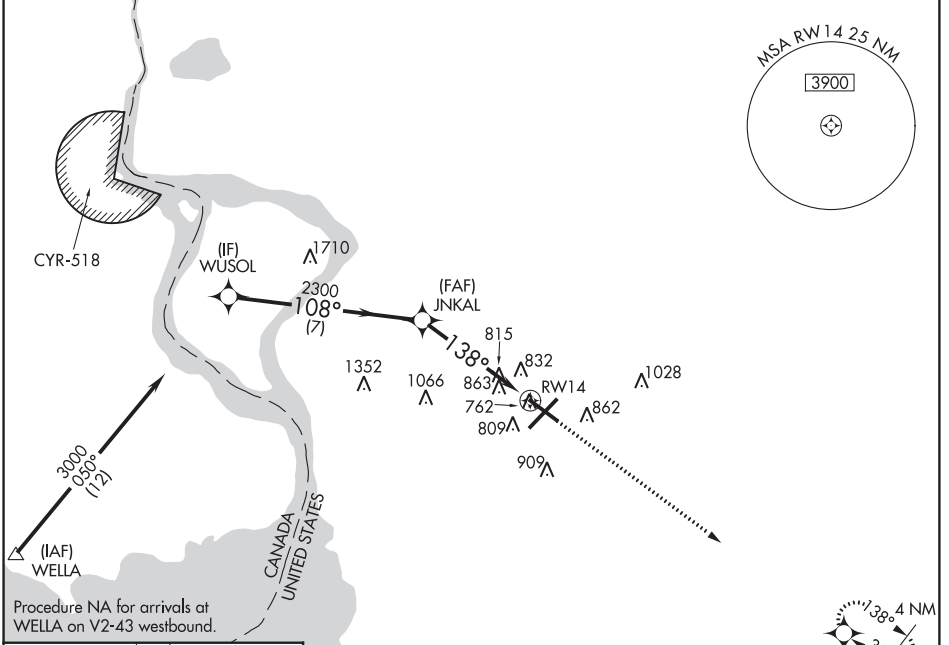 MSA RW14 25 NM
3900
CYR-518
(IF)
WUSOL
1710
2300
108°
(7)
(FAF)
JNKAL
138°
815
832
863
1352
1066
762
RW14
1028
862
809
909
3000
050°
(12)
(IAF)
WELLA
CANADA
UNITED STATES
Procedure NA for arrivals at
WELLA on V2-43 westbound.
138°
4 NM